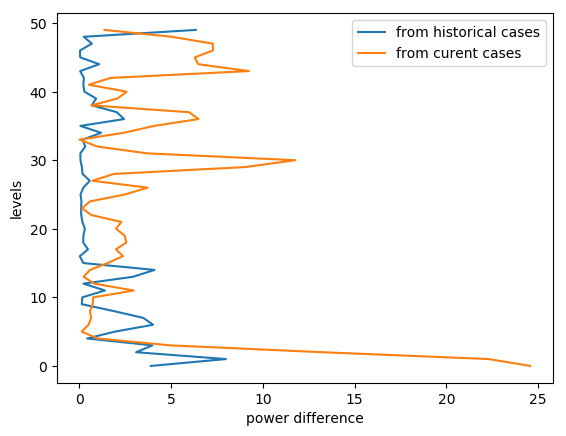 from historical cases
from curent cases
levels
50
40
30
20
10
0
0 5 10 15 20 25
power difference